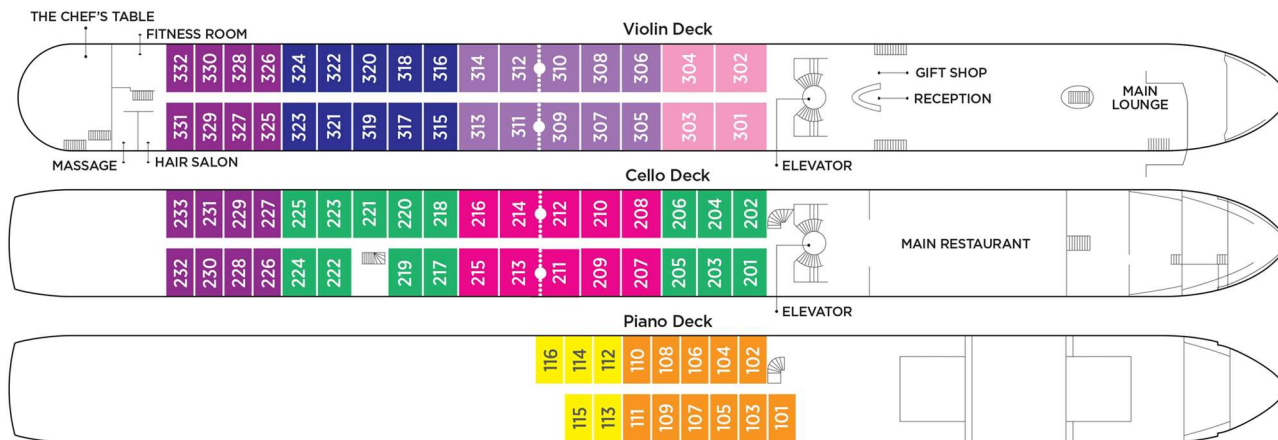 THE CHEF'S TABLE
FITNESS ROOM
Violin Deck
332 330 328 326 324 322 320 318 316 314 312 310 308 306 304 302
331 329 327 325 323 321 319 317 315 313 311 309 307 305 303 301
GIFT SHOP
RECEPTION
MAIN
LOUNGE
MASSAGE
HAIR SALON
ELEVATOR
Cello Deck
233 231 229 227 225 223 221 220 218 216 214 212 210 208 206 204 202
232 230 228 226 224 222 219 217 215 213 211 209 207 205 203 201
MAIN RESTAURANT
ELEVATOR
Piano Deck
116 114 112 110 108 106 104 102
115 113 111 109 107 105 103 101